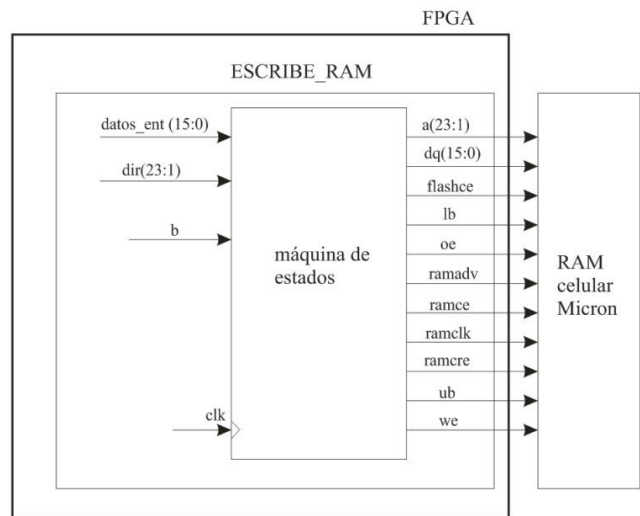 FPGA
ESCRIBE_RAM
datos_ent (15:0)
dir(23:1)
b
clk
máquina de
estados
a(23:1)
dq(15:0)
flashce
lb
oe
ramadv
ramce
ramclk
ramcre
ub
we
RAM
celular
Micron